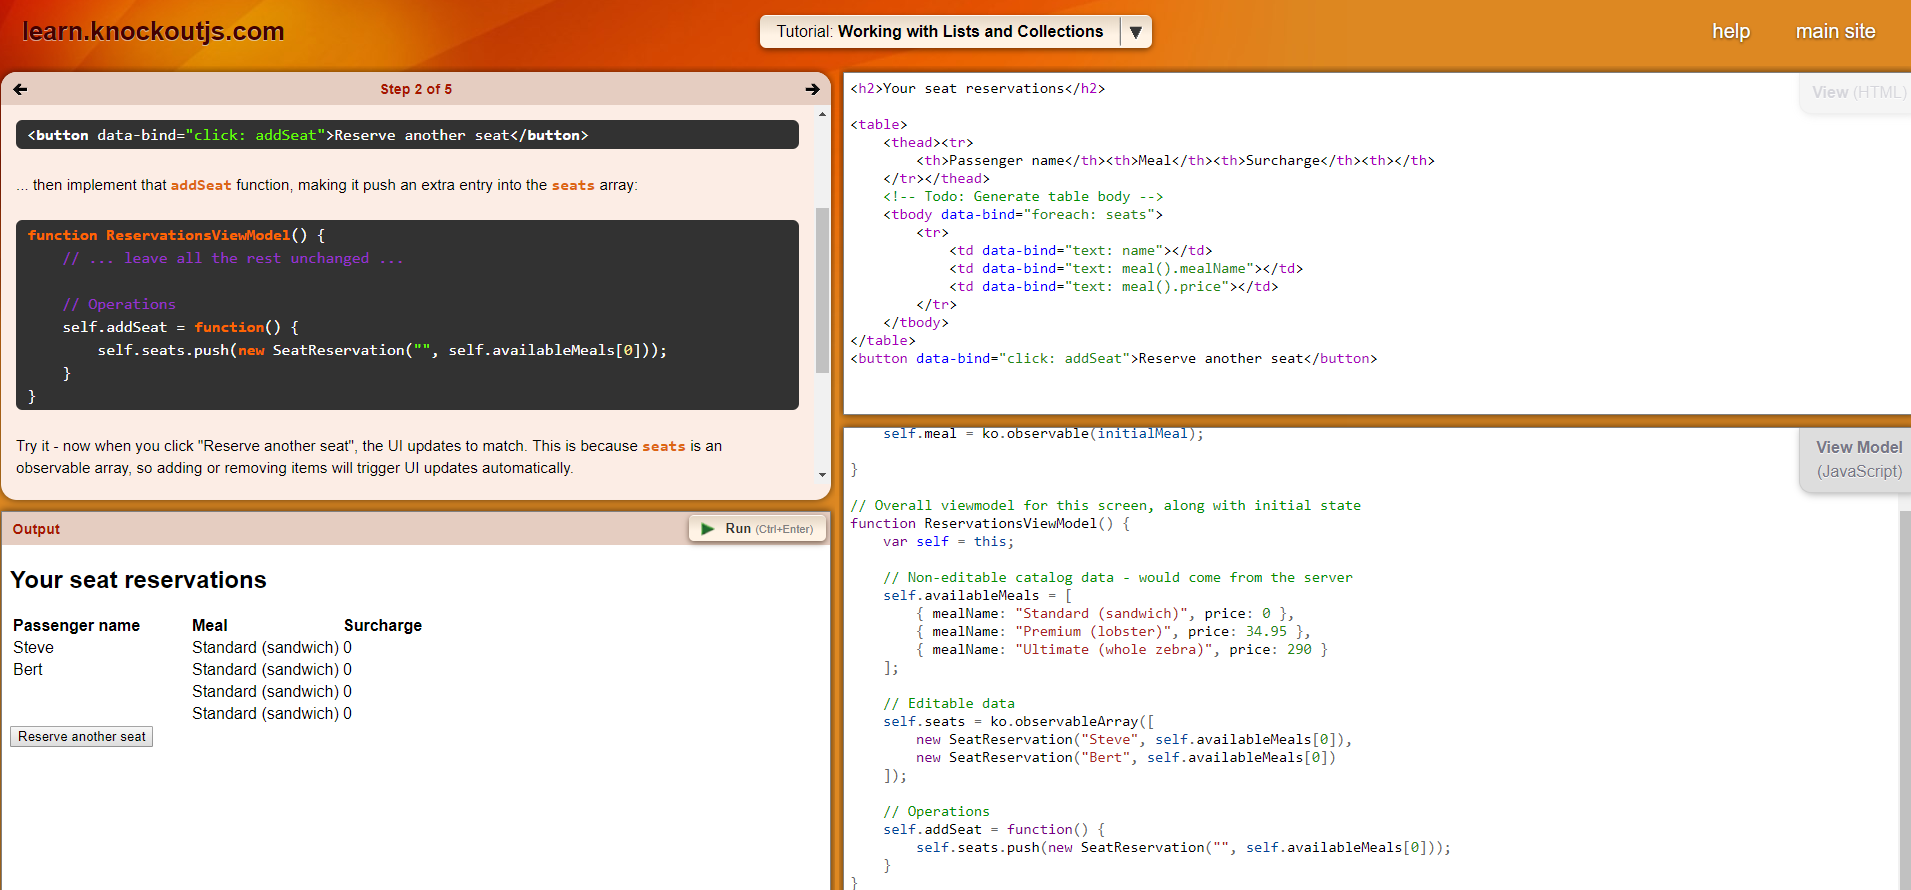 learn.knockoutjs.com
Tutorial: Working with Lists and Collections ▼
help main site
← Step 2 of 5 →
<button data-bind="click: addSeat">Reserve another seat</button>
... then implement that addSeat function, making it push an extra entry into the seats array:
function ReservationsViewModel() {
    // ... leave all the rest unchanged ...
    // Operations
    self.addSeat = function() {
        self.seats.push(new SeatReservation("", self.availableMeals[0]));
    }
}
Try it - now when you click "Reserve another seat", the UI updates to match. This is because seats is an
observable array, so adding or removing items will trigger UI updates automatically.
Output
Run (Ctrl+Enter)
Your seat reservations
Passenger name Meal Surcharge
Steve Standard (sandwich) 0
Bert Standard (sandwich) 0
Standard (sandwich) 0
Standard (sandwich) 0
Reserve another seat
View (HTML)
<h2>Your seat reservations</h2>
<table>
    <thead><tr>
        <th>Passenger name</th><th>Meal</th><th>Surcharge</th><th></th>
    </tr></thead>
    <!-- Todo: Generate table body -->
    <tbody data-bind="foreach: seats">
        <tr>
            <td data-bind="text: name"></td>
            <td data-bind="text: meal().mealName"></td>
            <td data-bind="text: meal().price"></td>
        </tr>
    </tbody>
</table>
<button data-bind="click: addSeat">Reserve another seat</button>
View Model
(JavaScript)
    self.meal = ko.observable(initialMeal);
}
// Overall viewmodel for this screen, along with initial state
function ReservationsViewModel() {
    var self = this;
    // Non-editable catalog data - would come from the server
    self.availableMeals = [
        { mealName: "Standard (sandwich)", price: 0 },
        { mealName: "Premium (lobster)", price: 34.95 },
        { mealName: "Ultimate (whole zebra)", price: 290 }
    ];
    // Editable data
    self.seats = ko.observableArray([
        new SeatReservation("Steve", self.availableMeals[0]),
        new SeatReservation("Bert", self.availableMeals[0])
    ]);
    // Operations
    self.addSeat = function() {
        self.seats.push(new SeatReservation("", self.availableMeals[0]));
    }
}